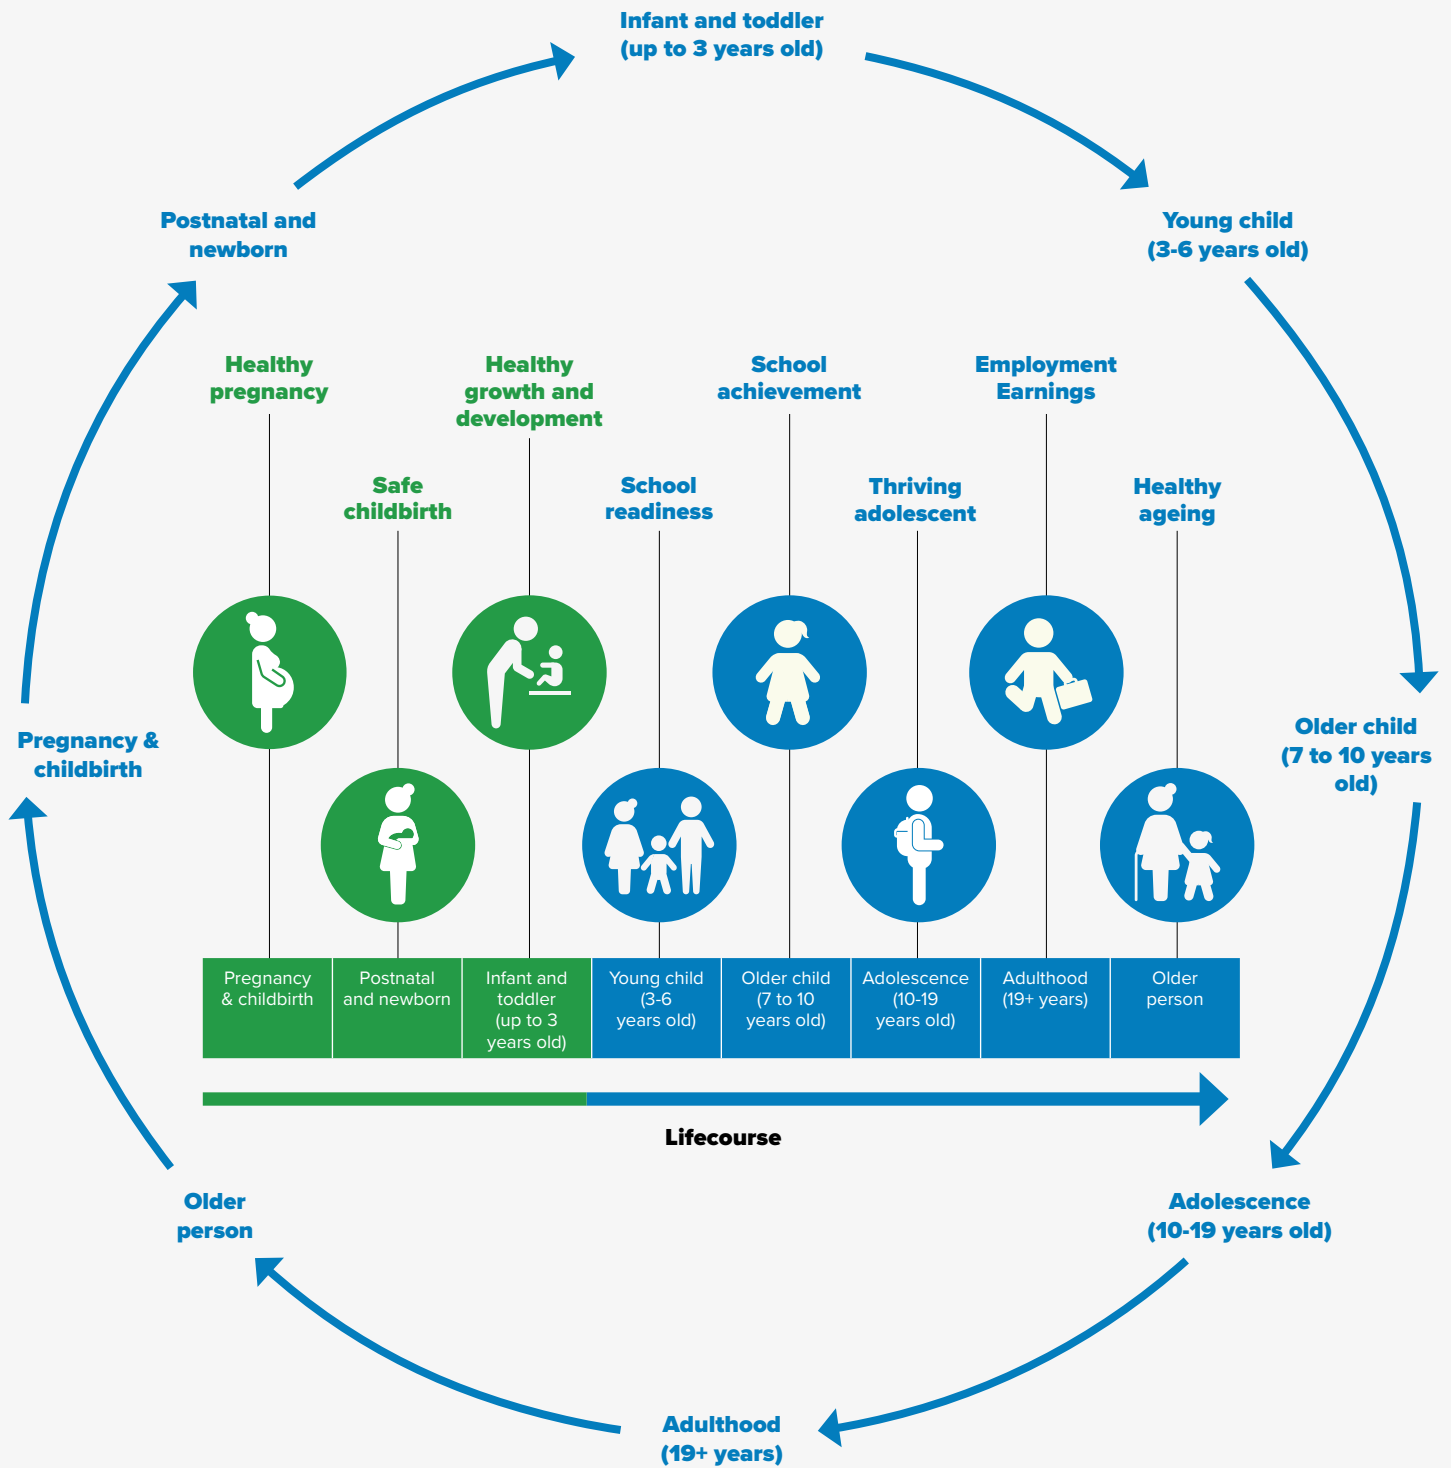 Infant and toddler
(up to 3 years old)
Postnatal and
newborn
Young child
(3-6 years old)
Healthy
pregnancy
Healthy
growth and
development
School
achievement
Employment
Earnings
Safe
childbirth
School
readiness
Thriving
adolescent
Healthy
ageing
Pregnancy &
childbirth
Older child
(7 to 10 years
old)
Pregnancy
& childbirth
Postnatal
and newborn
Infant and
toddler
(up to 3
years old)
Young child
(3-6
years old)
Older child
(7 to 10
years old)
Adolescence
(10-19
years old)
Adulthood
(19+ years)
Older
person
Lifecourse
Older
person
Adolescence
(10-19 years old)
Adulthood
(19+ years)